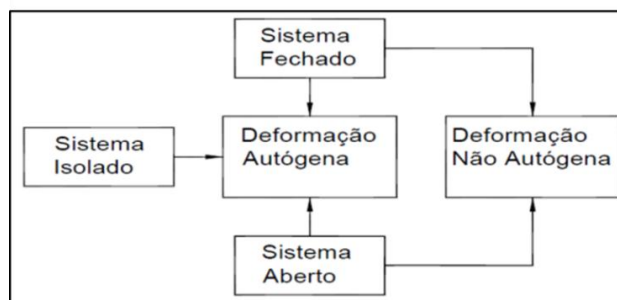 Sistema
Fechado
Sistema
Isolado
Deformação
Autógena
Deformação
Não Autógena
Sistema
Aberto